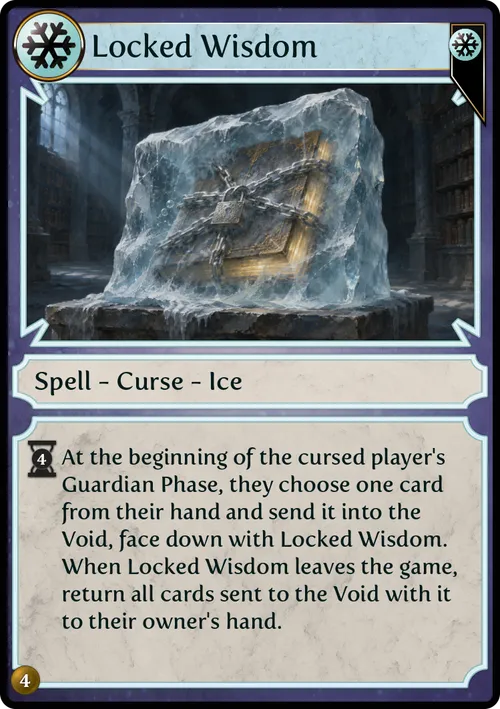 Locked Wisdom
Spell - Curse - Ice
4
At the beginning of the cursed player's
Guardian Phase, they choose one card
from their hand and send it into the
Void, face down with Locked Wisdom.
When Locked Wisdom leaves the game,
return all cards sent to the Void with it
to their owner's hand.
4